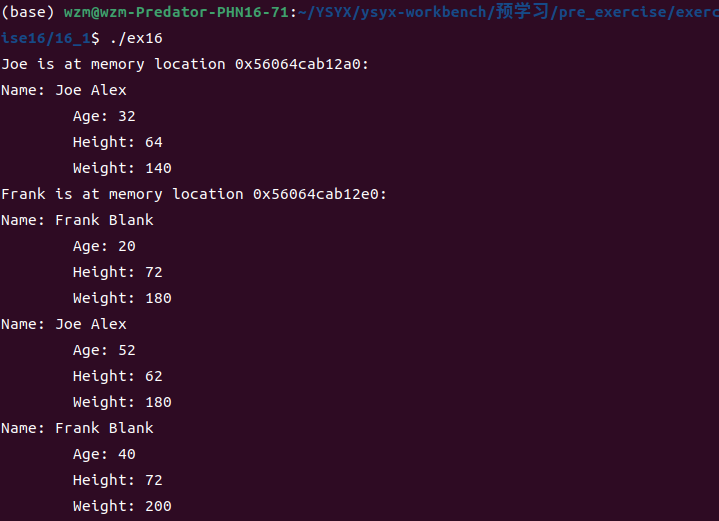 (base) wzm@wzm-Predator-PHN16-71:~/YSYX/ysyx-workbench/预学习/pre_exercise/exerc
ise16/16_1$ ./ex16
Joe is at memory location 0x56064cab12a0:
Name: Joe Alex
        Age: 32
        Height: 64
        Weight: 140
Frank is at memory location 0x56064cab12e0:
Name: Frank Blank
        Age: 20
        Height: 72
        Weight: 180
Name: Joe Alex
        Age: 52
        Height: 62
        Weight: 180
Name: Frank Blank
        Age: 40
        Height: 72
        Weight: 200